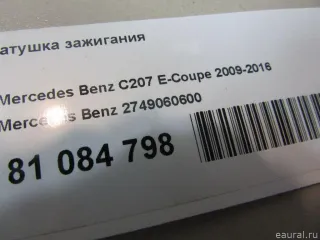 атушка зажигания
Mercedes Benz C207 E-Coupe 2009-2016
Mercedes Benz 2749060600
81 084 798
eaural.ru